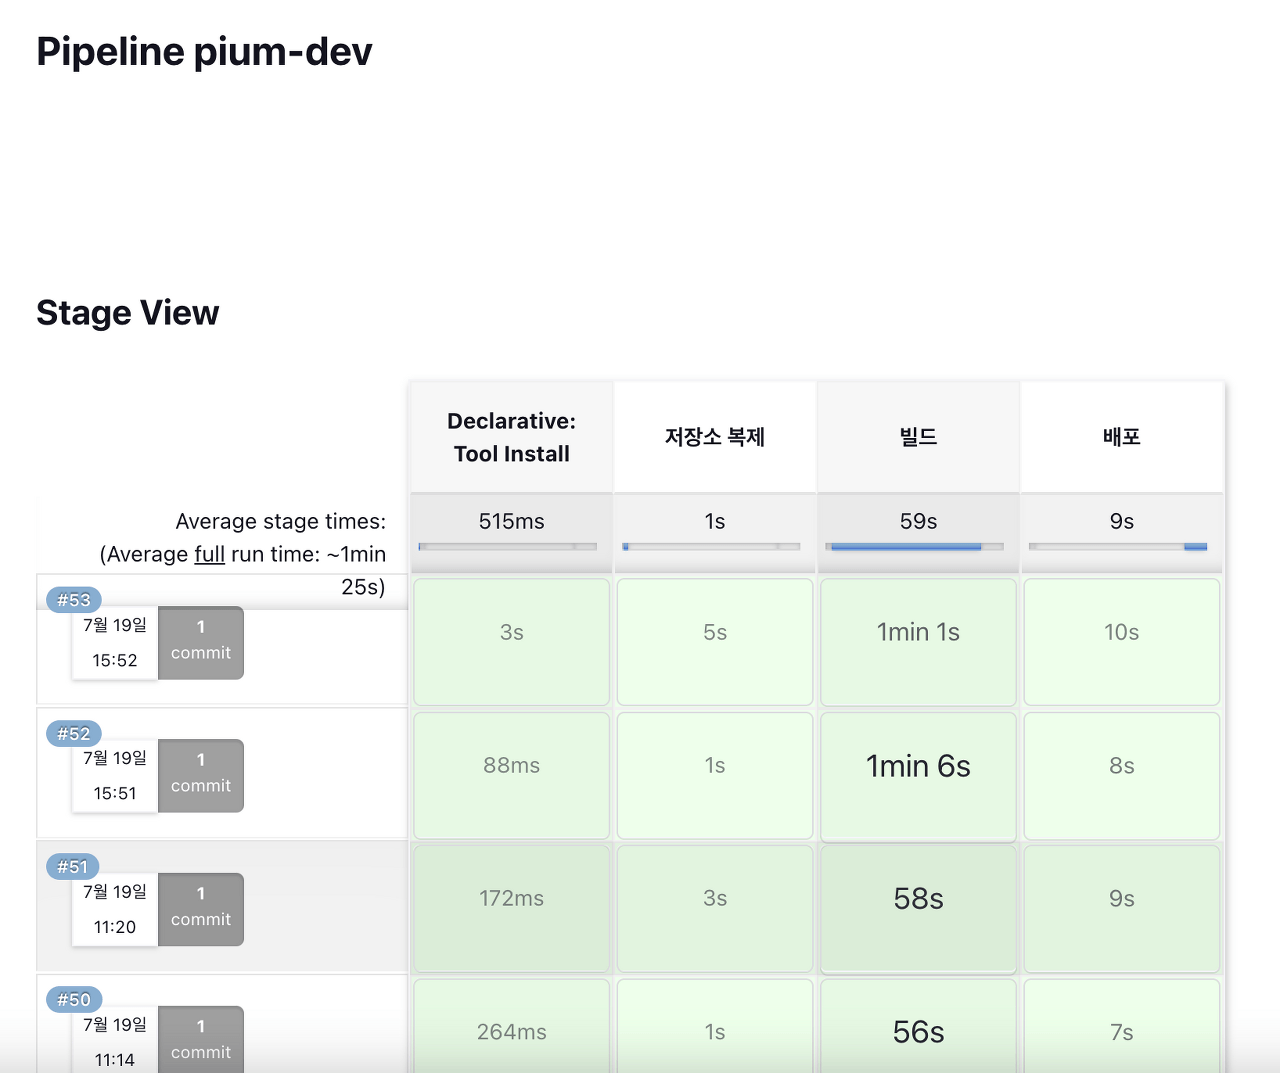 Pipeline pium-dev
Stage View
Declarative:
Tool Install
저장소 복제
빌드
배포
Average stage times:
(Average full run time: ~1min
25s)
515ms
1s
59s
9s
#53
7월 19일
15:52
1
commit
3s
5s
1min 1s
10s
#52
7월 19일
15:51
1
commit
88ms
1s
1min 6s
8s
#51
7월 19일
11:20
1
commit
172ms
3s
58s
9s
#50
7월 19일
11:14
1
commit
264ms
1s
56s
7s